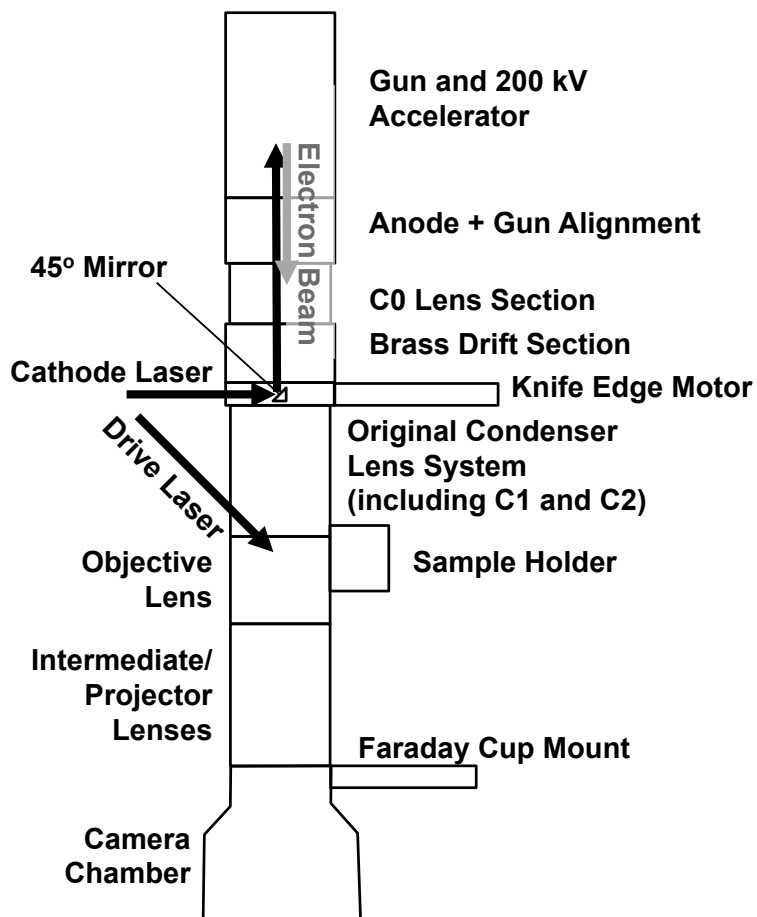 Gun and 200 kV
Accelerator
Electron Beam
Anode + Gun Alignment
45º Mirror
C0 Lens Section
Brass Drift Section
Cathode Laser
Knife Edge Motor
Drive Laser
Original Condenser
Lens System
(including C1 and C2)
Objective
Lens
Sample Holder
Intermediate/
Projector
Lenses
Faraday Cup Mount
Camera
Chamber